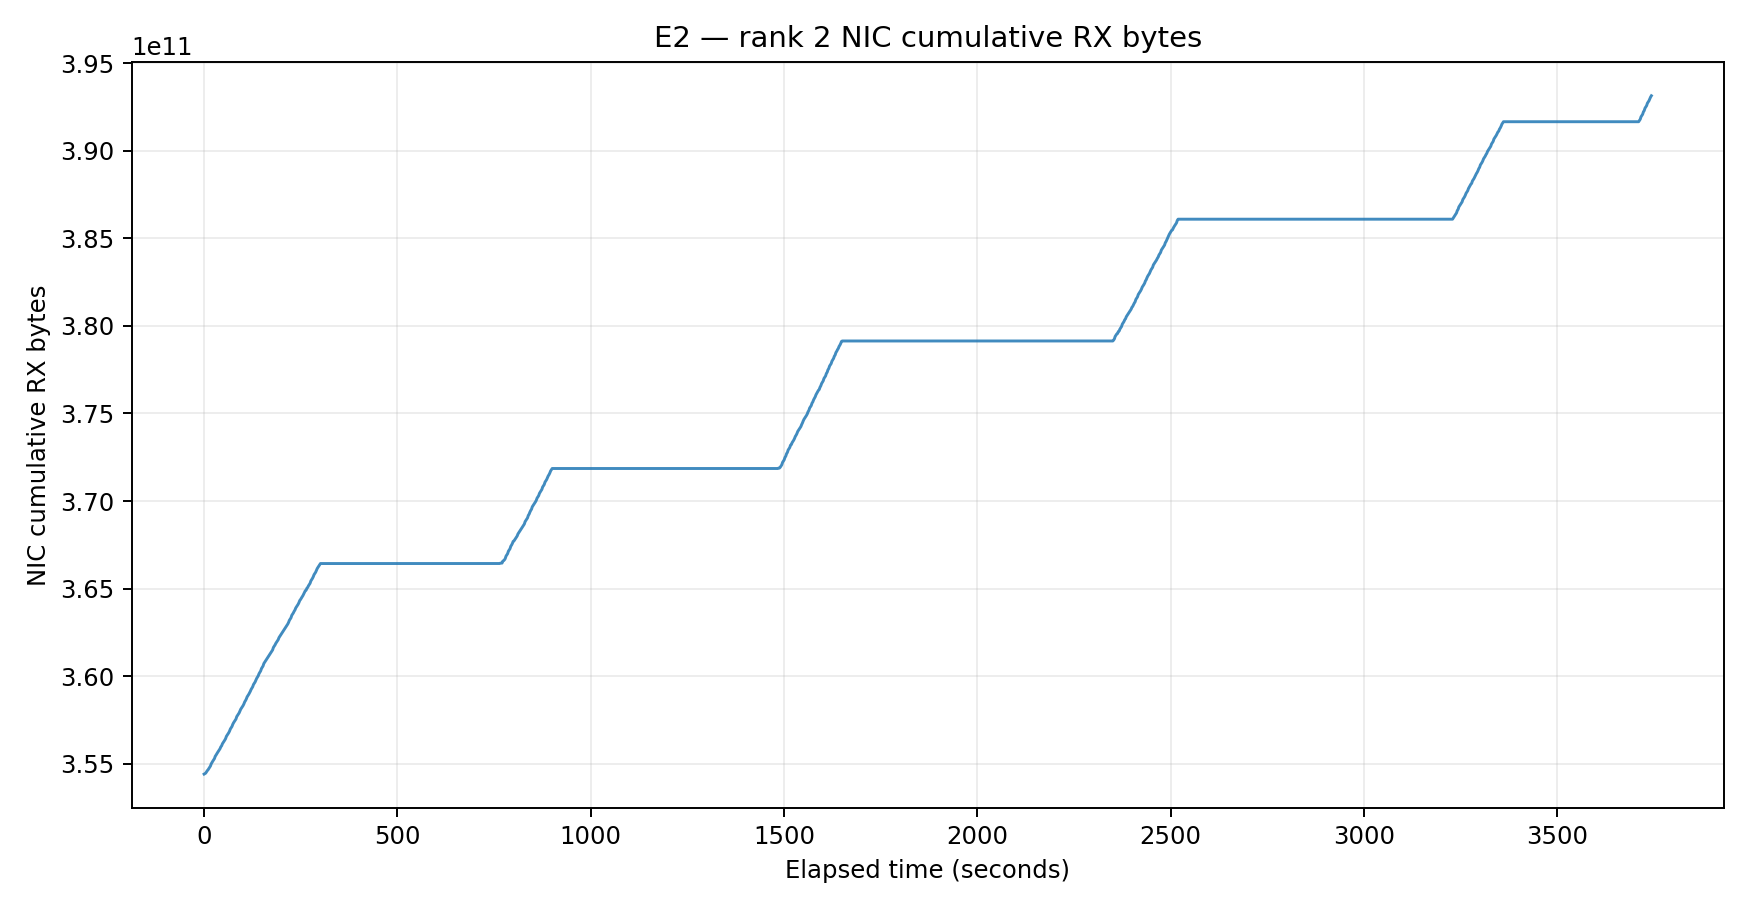 E2 — rank 2 NIC cumulative RX bytes
1e11
3.95
3.90
3.85
3.80
3.75
3.70
3.65
3.60
3.55
NIC cumulative RX bytes
0 500 1000 1500 2000 2500 3000 3500
Elapsed time (seconds)